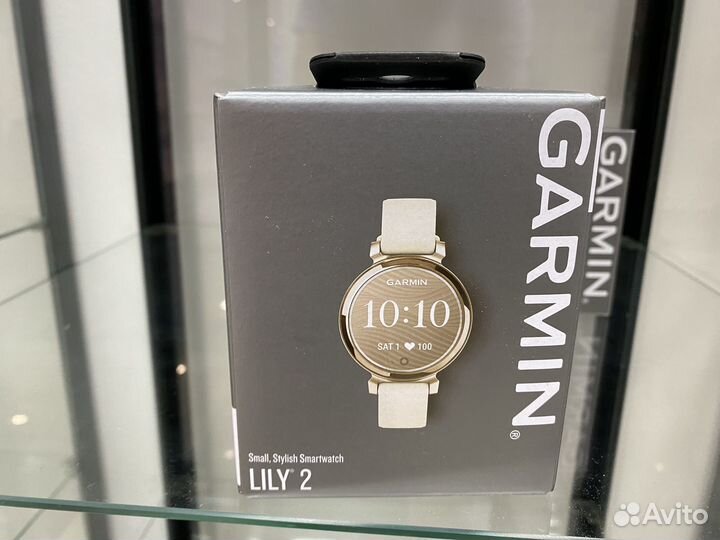 GARMIN®
GARMIN.
GARMIN
10:10
SAT 1 ♥ 100
Small, Stylish Smartwatch
LILY® 2
Avito